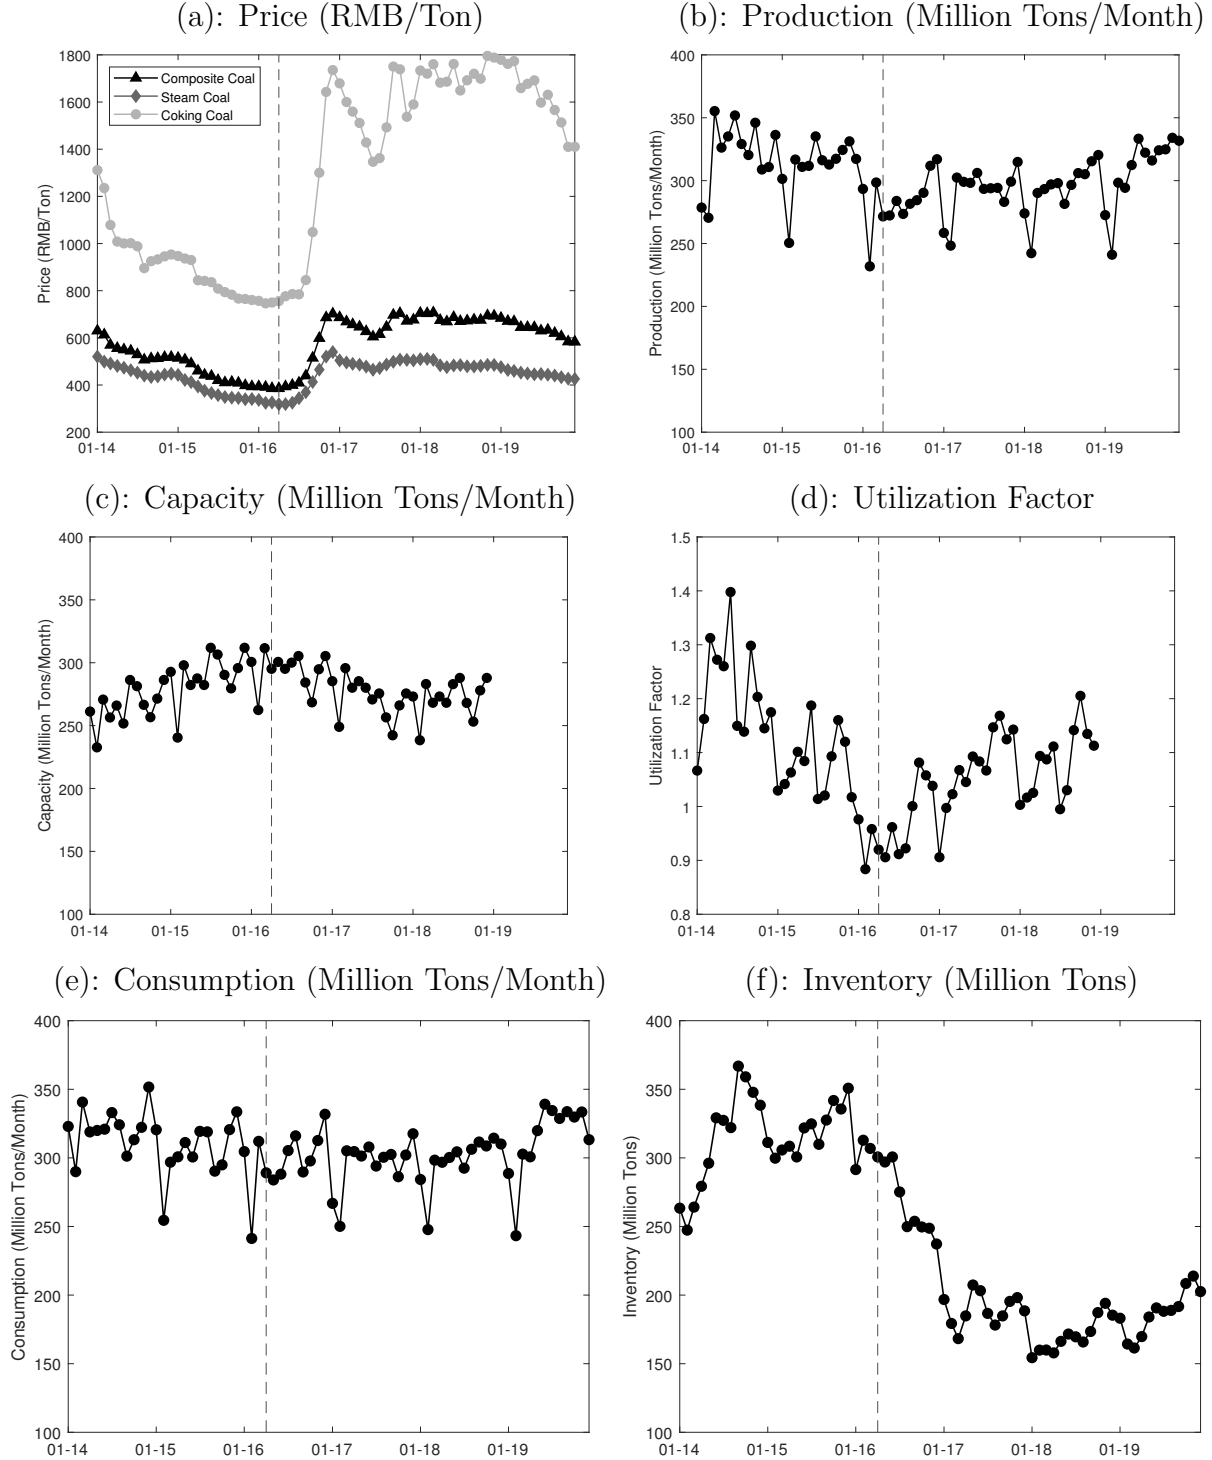 (a): Price (RMB/Ton)
1800
1600
1400
1200
1000
800
600
400
200
Price (RMB/Ton)
Composite Coal
Steam Coal
Coking Coal
01-14 01-15 01-16 01-17 01-18 01-19
(b): Production (Million Tons/Month)
400
350
300
250
300
150
100
Production (Million Tons/Month)
01-14 01-15 01-16 01-17 01-18 01-19
(c): Capacity (Million Tons/Month)
400
350
300
250
200
150
100
Capacity (Million Tons/Month)
01-14 01-15 01-16 01-17 01-18 01-19
(d): Utilization Factor
1.5
1.4
1.3
1.2
1.1
1
0.9
0.8
Utilization Factor
01-14 01-15 01-16 01-17 01-18 01-19
(e): Consumption (Million Tons/Month)
400
350
300
250
200
150
100
Consumption (Million Tons/Month)
01-14 01-15 01-16 01-17 01-18 01-19
(f): Inventory (Million Tons)
400
350
300
250
200
150
100
Inventory (Million Tons)
01-14 01-15 01-16 01-17 01-18 01-19